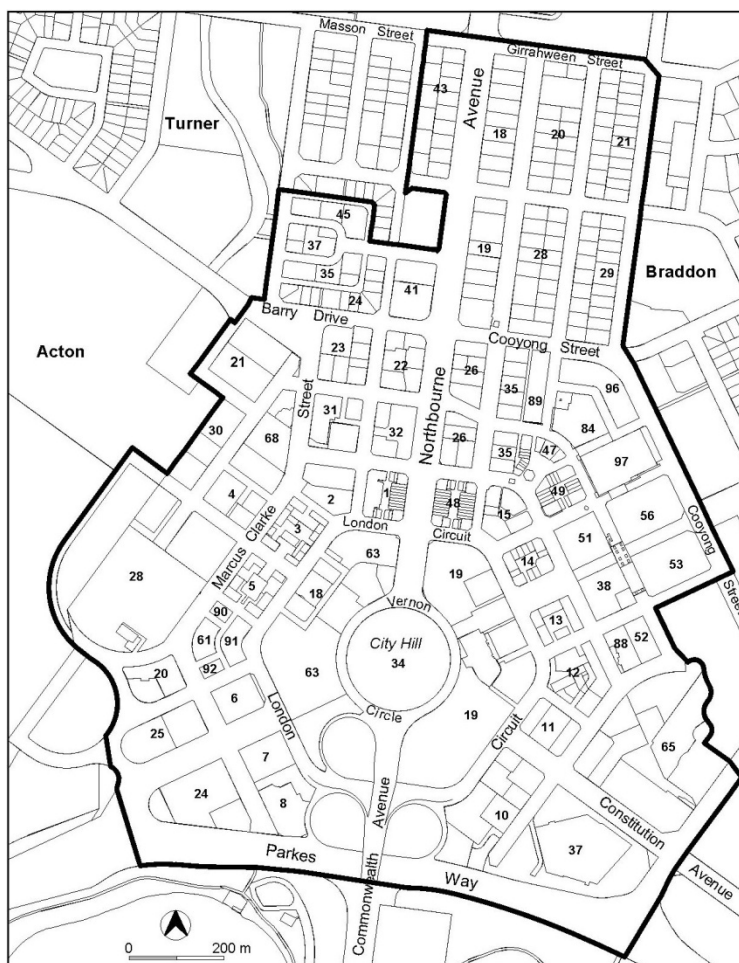 Masson Street
Girrahween Street
43
Avenue
Turner
18
20
21
45
37
35
24
41
19
28
29
Braddon
Barry Drive
Cooyong Street
Acton
21
23
22
26
35
89
96
Street
31
32
Northbourne
26
35
47
84
97
30
68
4
2
1
48
15
49
56
Cooyong
Street
London Circuit
3
Marcus Clarke
63
19
14
51
53
28
5
18
Vernon
38
90
City Hill
13
61
91
34
88
52
92
63
12
20
6
Circle
19
11
25
London
Circuit
65
7
24
8
Avenue
10
Constitution
37
Parkes Way
Commonwealth
Avenue
0 200 m